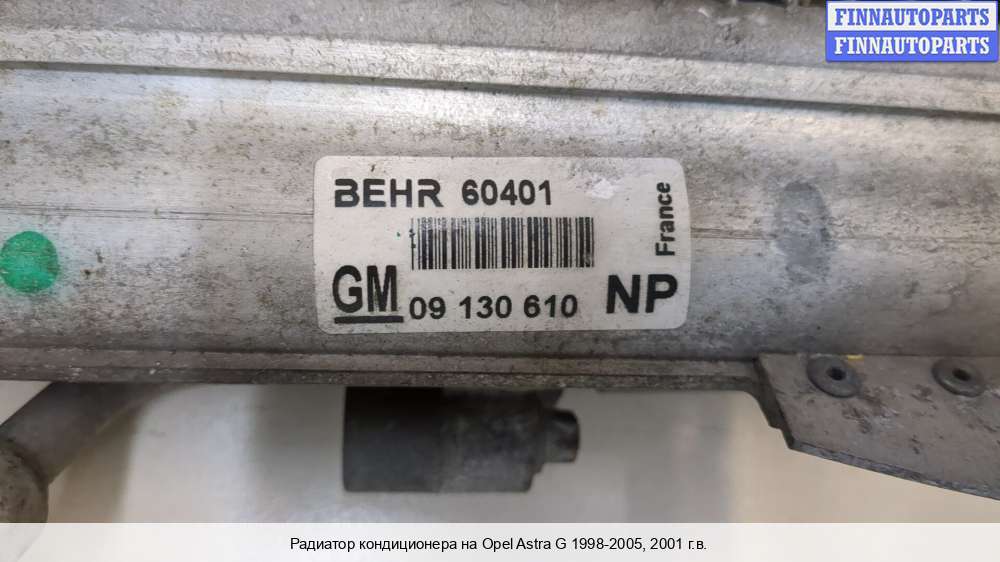 FINNAUTOPARTS
FINNAUTOPARTS
BEHR 60401
France
GM 09 130 610 NP
Радиатор кондиционера на Opel Astra G 1998-2005, 2001 г.в.